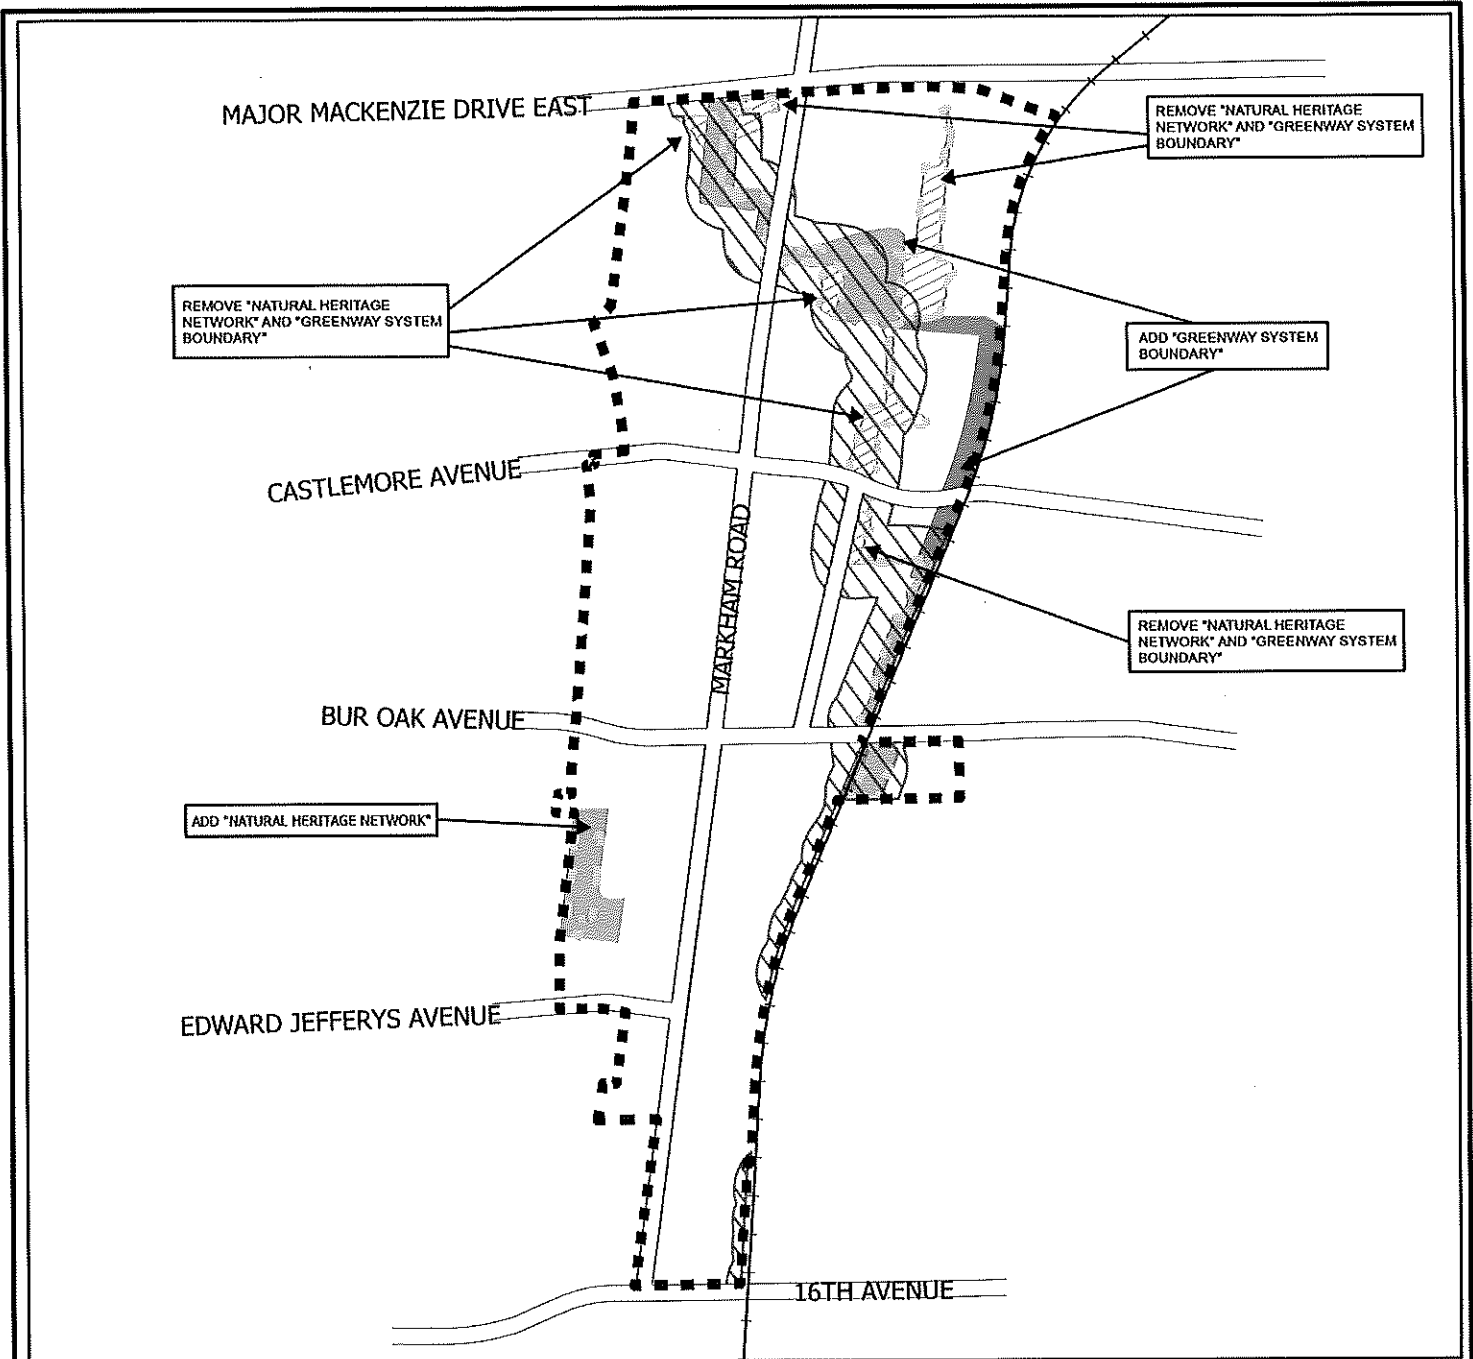 MAJOR MACKENZIE DRIVE EAST
REMOVE "NATURAL HERITAGE
NETWORK" AND "GREENWAY SYSTEM
BOUNDARY"
REMOVE "NATURAL HERITAGE
NETWORK" AND "GREENWAY SYSTEM
BOUNDARY"
ADD "GREENWAY SYSTEM
BOUNDARY"
CASTLEMORE AVENUE
MARKHAM ROAD
REMOVE "NATURAL HERITAGE
NETWORK" AND "GREENWAY SYSTEM
BOUNDARY"
BUR OAK AVENUE
ADD "NATURAL HERITAGE NETWORK"
EDWARD JEFFERYS AVENUE
16TH AVENUE